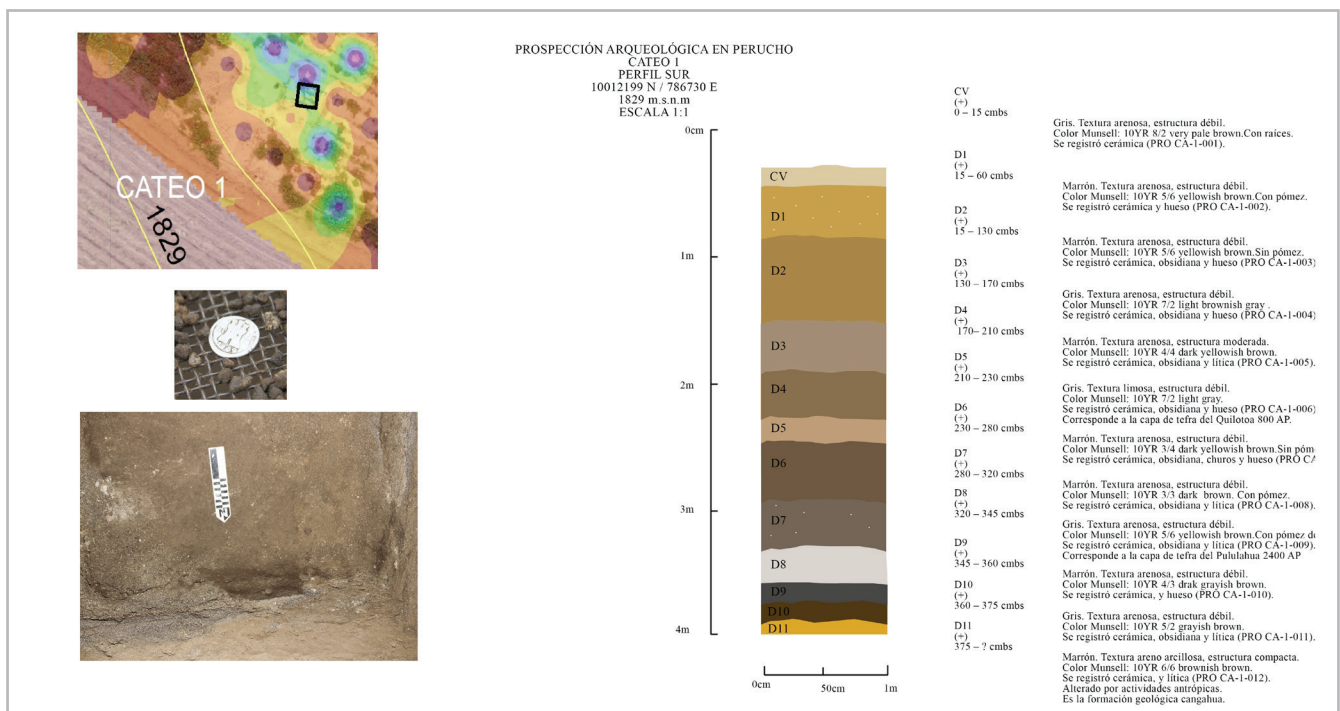 CATEO 1
1829
PROSPECCIÓN ARQUEOLÓGICA EN PERUCHO
CATEO 1
PERFIL SUR
10012199 N / 786730 E
1829 m.s.n.m
ESCALA 1:1
0cm
1m
2m
3m
4m
CV
D1
D2
D3
D4
D5
D6
D7
D8
D9
D10
D11
0cm
50cm
1m
CV
(+)
0 – 15 cmbs
Gris. Textura arenosa, estructura débil.
Color Munsell: 10YR 8/2 very pale brown.Con raíces.
Se registró cerámica (PRO CA-1-001).
D1
(+)
15 – 60 cmbs
Marrón. Textura arenosa, estructura débil.
Color Munsell: 10YR 5/6 yellowish brown.Con pómez.
Se registró cerámica y hueso (PRO CA-1-002).
D2
(+)
15 – 130 cmbs
Marrón. Textura arenosa, estructura débil.
Color Munsell: 10YR 5/6 yellowish brown.Sin pómez.
Se registró cerámica, obsidiana y hueso (PRO CA-1-003)
D3
(+)
130 – 170 cmbs
Gris. Textura arenosa, estructura débil.
Color Munsell: 10YR 7/2 light brownish gray .
Se registró cerámica, obsidiana y hueso (PRO CA-1-004)
D4
(+)
170– 210 cmbs
Marrón. Textura arenosa, estructura moderada.
Color Munsell: 10YR 4/4 dark yellowish brown.
Se registró cerámica, obsidiana y lítica (PRO CA-1-005).
D5
(+)
210 – 230 cmbs
Gris. Textura limosa, estructura débil.
Color Munsell: 10YR 7/2 light gray.
Se registró cerámica, obsidiana y hueso (PRO CA-1-006)
Corresponde a la capa de tefra del Quilotoa 800 AP.
D6
(+)
230 – 280 cmbs
Marrón. Textura arenosa, estructura débil.
Color Munsell: 10YR 3/4 dark yellowish brown.Sin póm
Se registró cerámica, obsidiana, churos y hueso (PRO CA
D7
(+)
280 – 320 cmbs
Marrón. Textura arenosa, estructura débil.
Color Munsell: 10YR 3/3 dark  brown. Con pómez.
Se registró cerámica, obsidiana y lítica (PRO CA-1-008).
D8
(+)
320 – 345 cmbs
Gris. Textura arenosa, estructura débil.
Color Munsell: 10YR 5/6 yellowish brown.Con pómez de
Se registró cerámica, obsidiana y lítica (PRO CA-1-009).
Corresponde a la capa de tefra del Pululahua 2400 AP
D9
(+)
345 – 360 cmbs
Marrón. Textura arenosa, estructura débil.
Color Munsell: 10YR 4/3 drak grayish brown.
Se registró cerámica, y hueso (PRO CA-1-010).
D10
(+)
360 – 375 cmbs
Gris. Textura arenosa, estructura débil.
Color Munsell: 10YR 5/2 grayish brown.
Se registró cerámica, obsidiana y lítica (PRO CA-1-011).
D11
(+)
375 – ? cmbs
Marrón. Textura areno arcillosa, estructura compacta.
Color Munsell: 10YR 6/6 brownish brown.
Se registró cerámica, y lítica (PRO CA-1-012).
Alterado por actividades antrópicas.
Es la formación geológica cangahua.